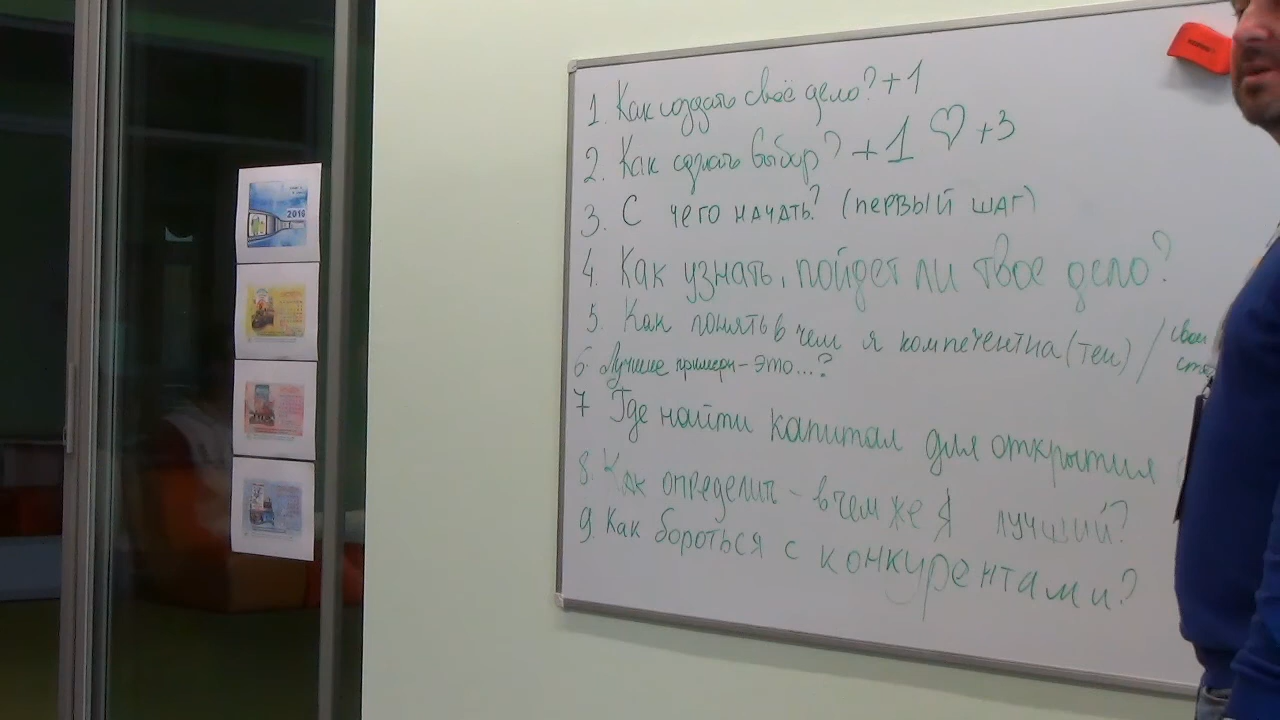 1. Как создать своё дело? +1
2. Как сделать выбор? +1 ♡ +3
3. С чего начать? (первый шаг)
4. Как узнать, пойдет ли твое дело?
5. Как понять в чем я компечентна(тен) / свои
6. Лучшие примеры - это...?
7 Где найти капитал для открытия
8. Как определить - в чем же Я лучший?
9. Как бороться с конкурентами?
2016